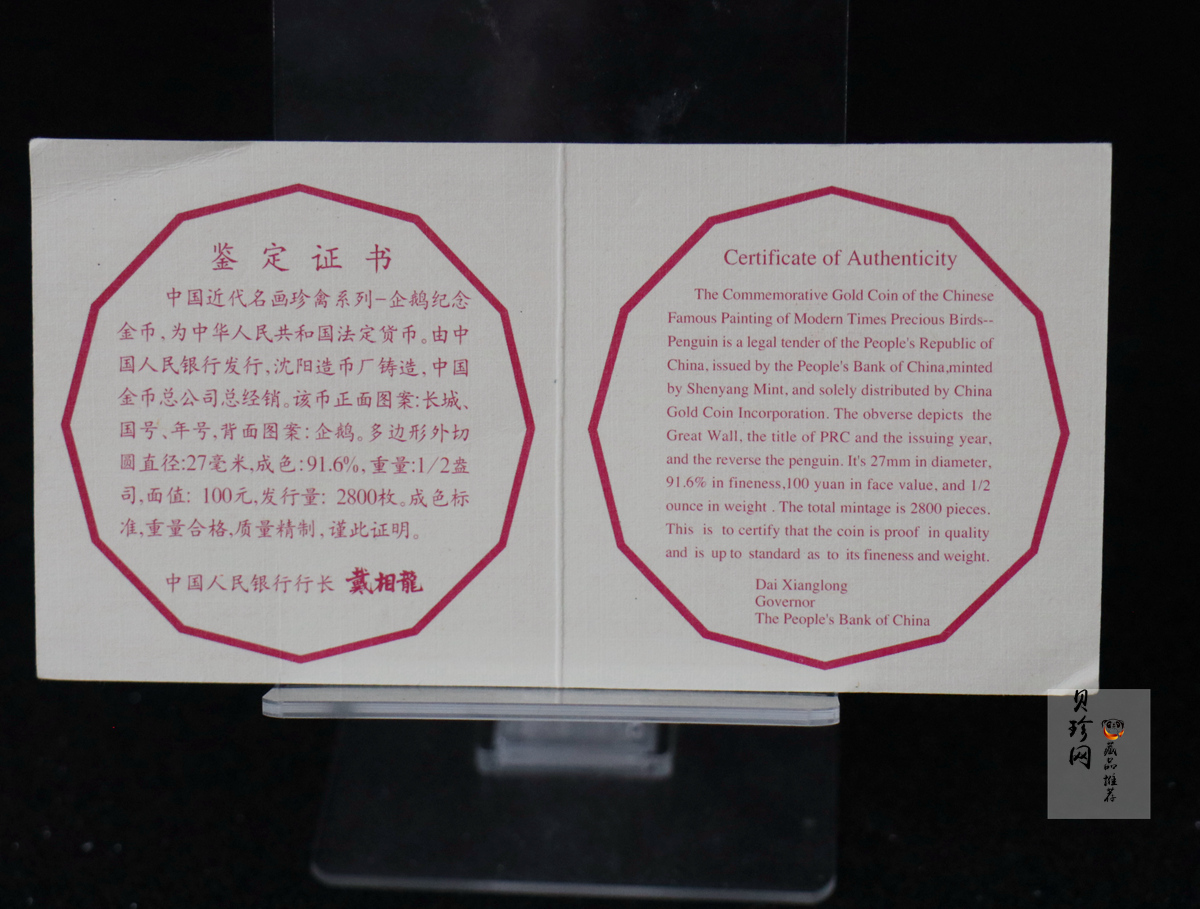 鉴定证书
中国近代名画珍禽系列-企鹅纪念
金币,为中华人民共和国法定货币。由中
国人民银行发行,沈阳造币厂铸造,中国
金币总公司总经销。该币正面图案:长城、
国号、年号,背面图案:企鹅。多边形外切
圆直径:27毫米,成色:91.6%,重量:1/2盎
司,面值: 100元,发行量: 2800枚。成色标
准,重量合格,质量精制,谨此证明。
中国人民银行行长 戴相龍
Certificate of Authenticity
The Commemorative Gold Coin of the Chinese
Famous Painting of Modern Times Precious Birds--
Penguin is a legal tender of the People's Republic of
China, issued by the People's Bank of China,minted
by Shenyang Mint, and solely distributed by China
Gold Coin Incorporation. The obverse depicts the
Great Wall, the title of PRC and the issuing year,
and the reverse the penguin. It's 27mm in diameter,
91.6% in fineness,100 yuan in face value, and 1/2
ounce in weight . The total mintage is 2800 pieces.
This is to certify that the coin is proof in quality
and is up to standard as to its fineness and weight.
Dai Xianglong
Governor
The People's Bank of China
贝珍网
藏品推荐